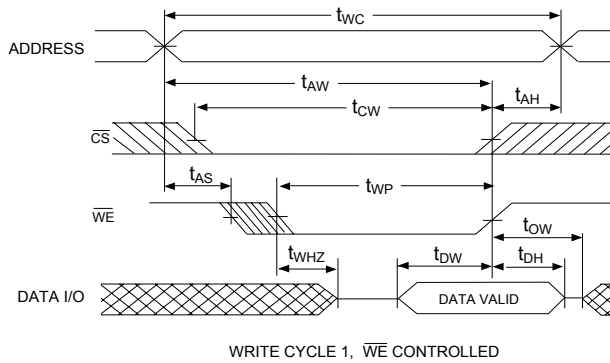 tWC
ADDRESS
tAW
tCW
tAH
CS
tAS
tWP
WE
tOW
tWHZ
tDW
tDH
DATA I/O
DATA VALID
WRITE CYCLE 1, WE CONTROLLED